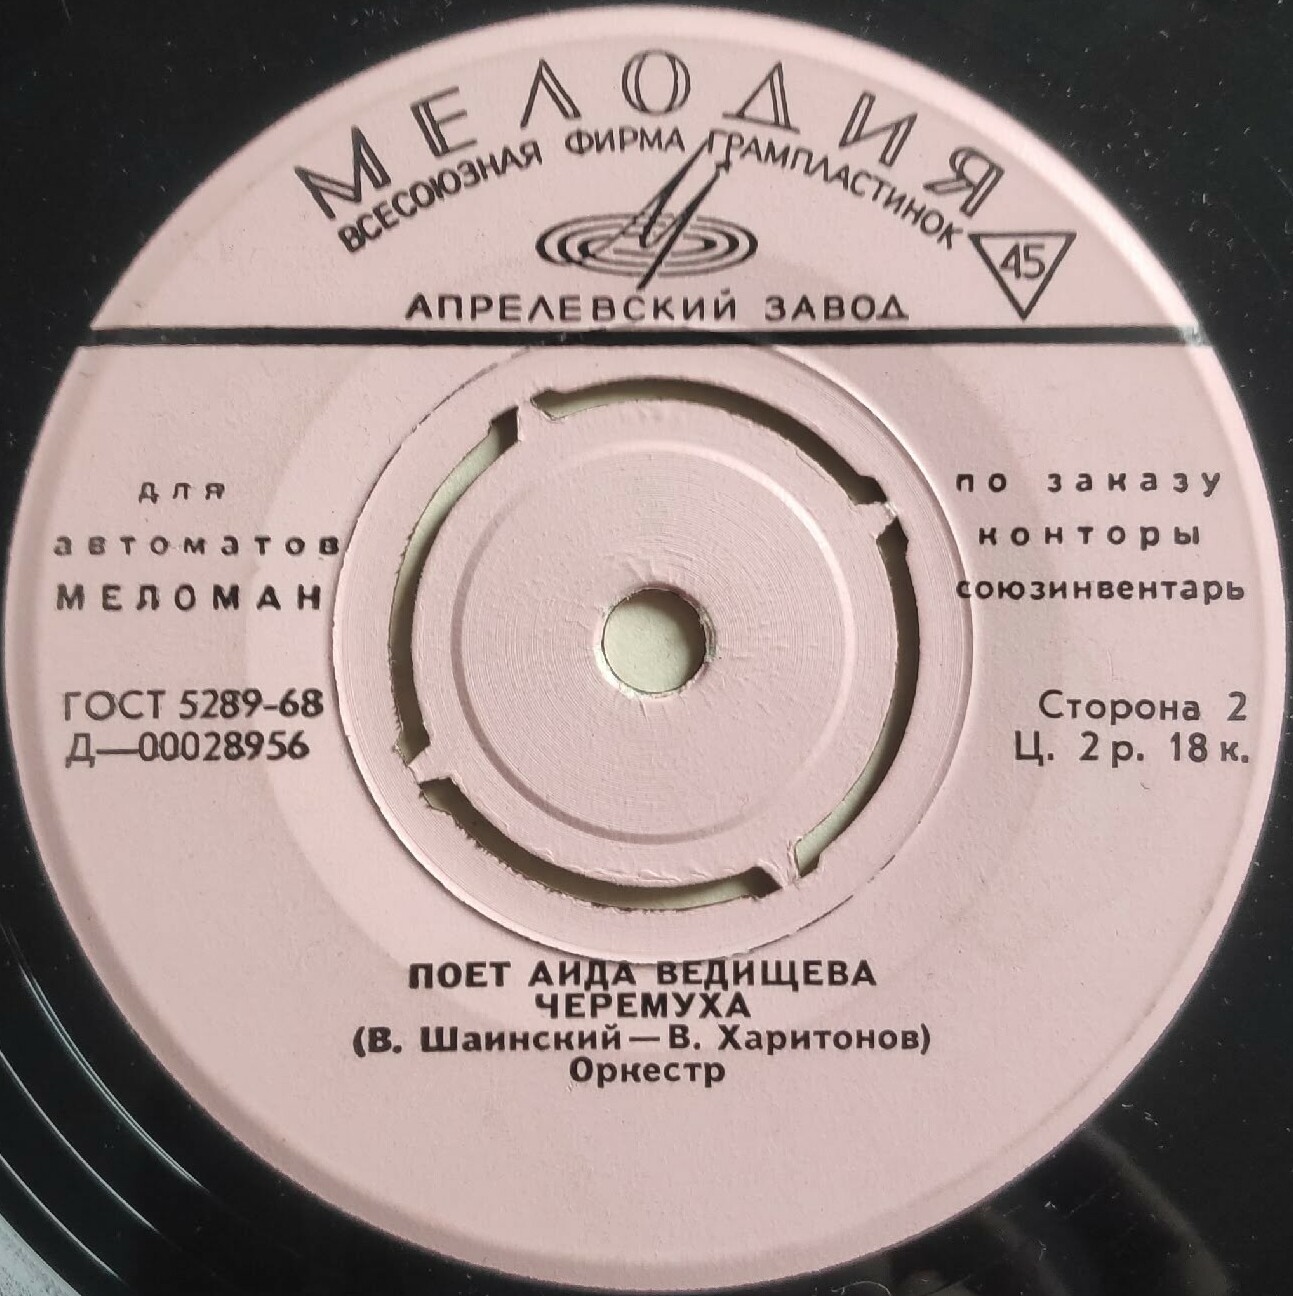 МЕЛОДИЯ
ВСЕСОЮЗНАЯ ФИРМА ГРАМПЛАСТИНОК
45
АПРЕЛЕВСКИЙ ЗАВОД
для
автоматов
МЕЛОМАН
по заказу
конторы
союзинвентарь
ГОСТ 5289-68
Д—00028956
Сторона 2
Ц. 2 р. 18 к.
ПОЕТ АИДА ВЕДИЩЕВА
ЧЕРЕМУХА
(В. Шаинский — В. Харитонов)
Оркестр